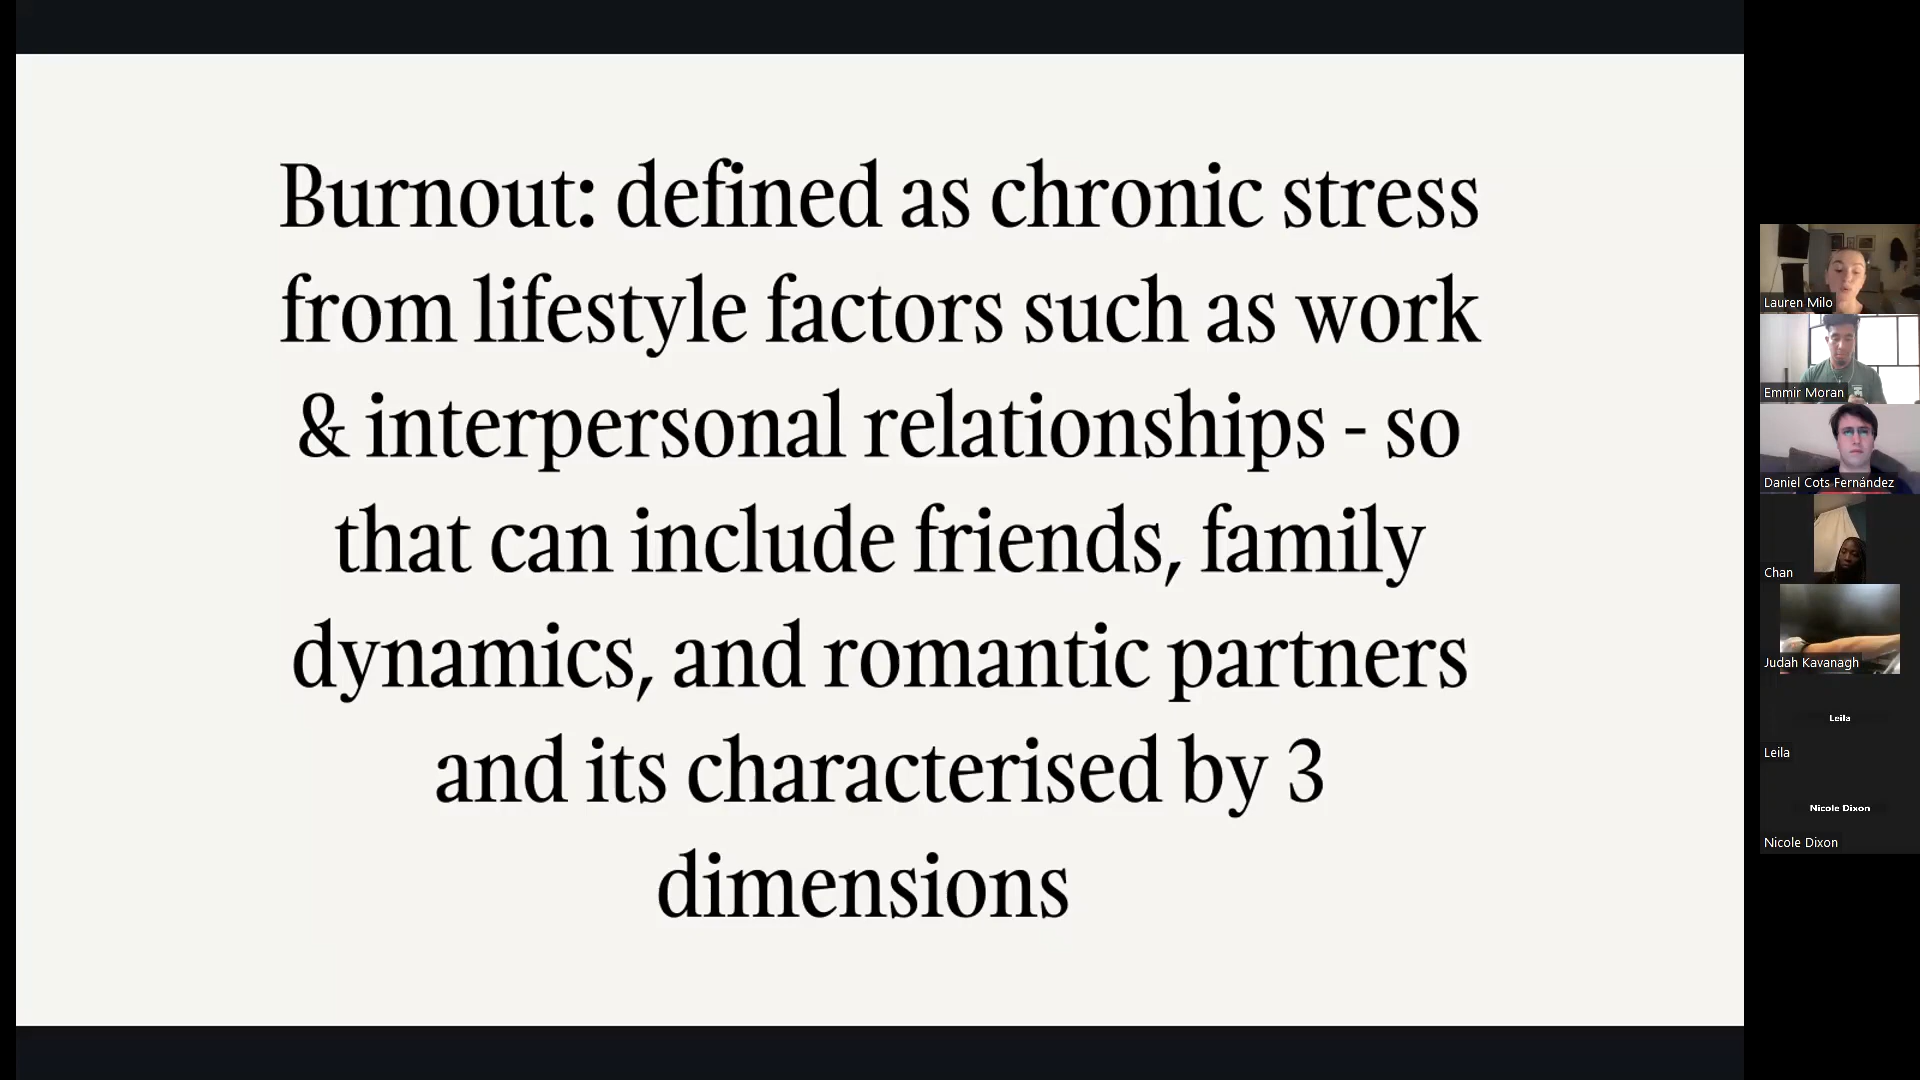 Burnout: defined as chronic stress
from lifestyle factors such as work
& interpersonal relationships - so
that can include friends, family
dynamics, and romantic partners
and its characterised by 3
dimensions
Lauren Milo
Emmir Moran
Daniel Cots Fernández
Chan
Judah Kavanagh
Leila
Leila
Nicole Dixon
Nicole Dixon